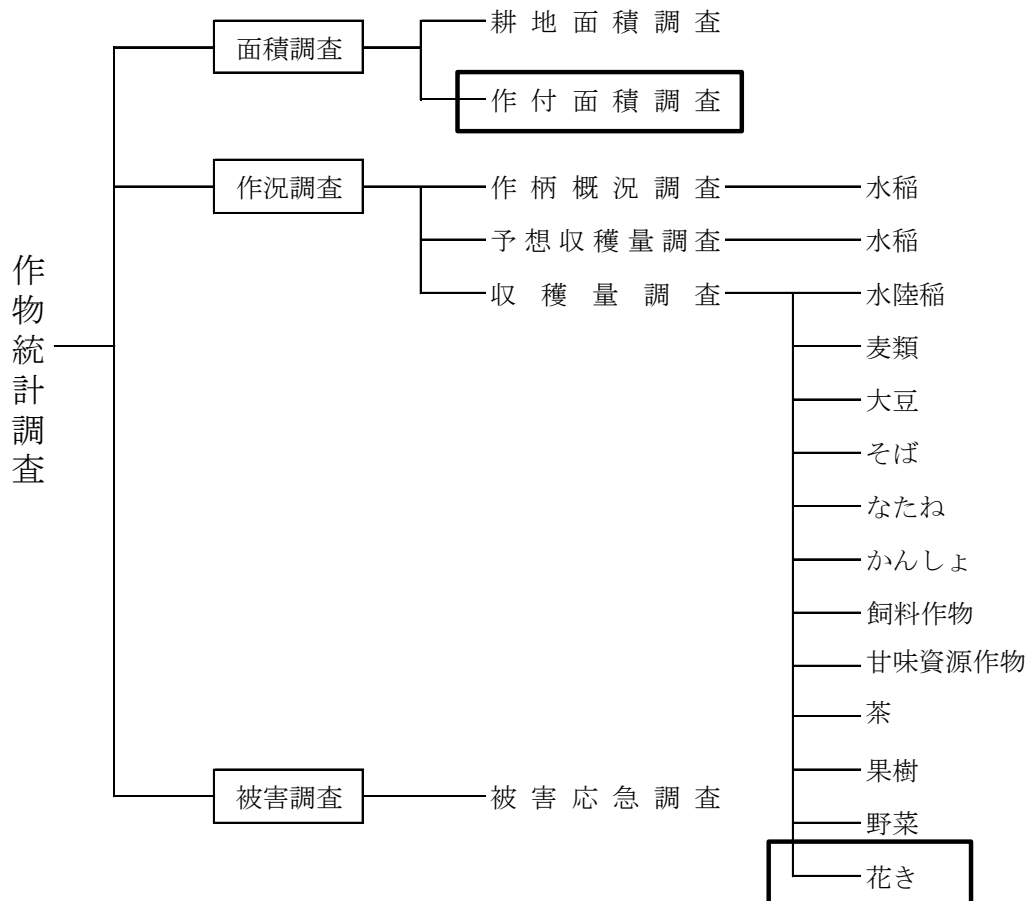 作物統計調査
面積調査
耕地面積調査
作付面積調査
作況調査
作柄概況調査
水稲
予想収穫量調査
水稲
収穫量調査
水陸稲
麦類
大豆
そば
なたね
かんしょ
飼料作物
甘味資源作物
茶
果樹
野菜
花き
被害調査
被害応急調査